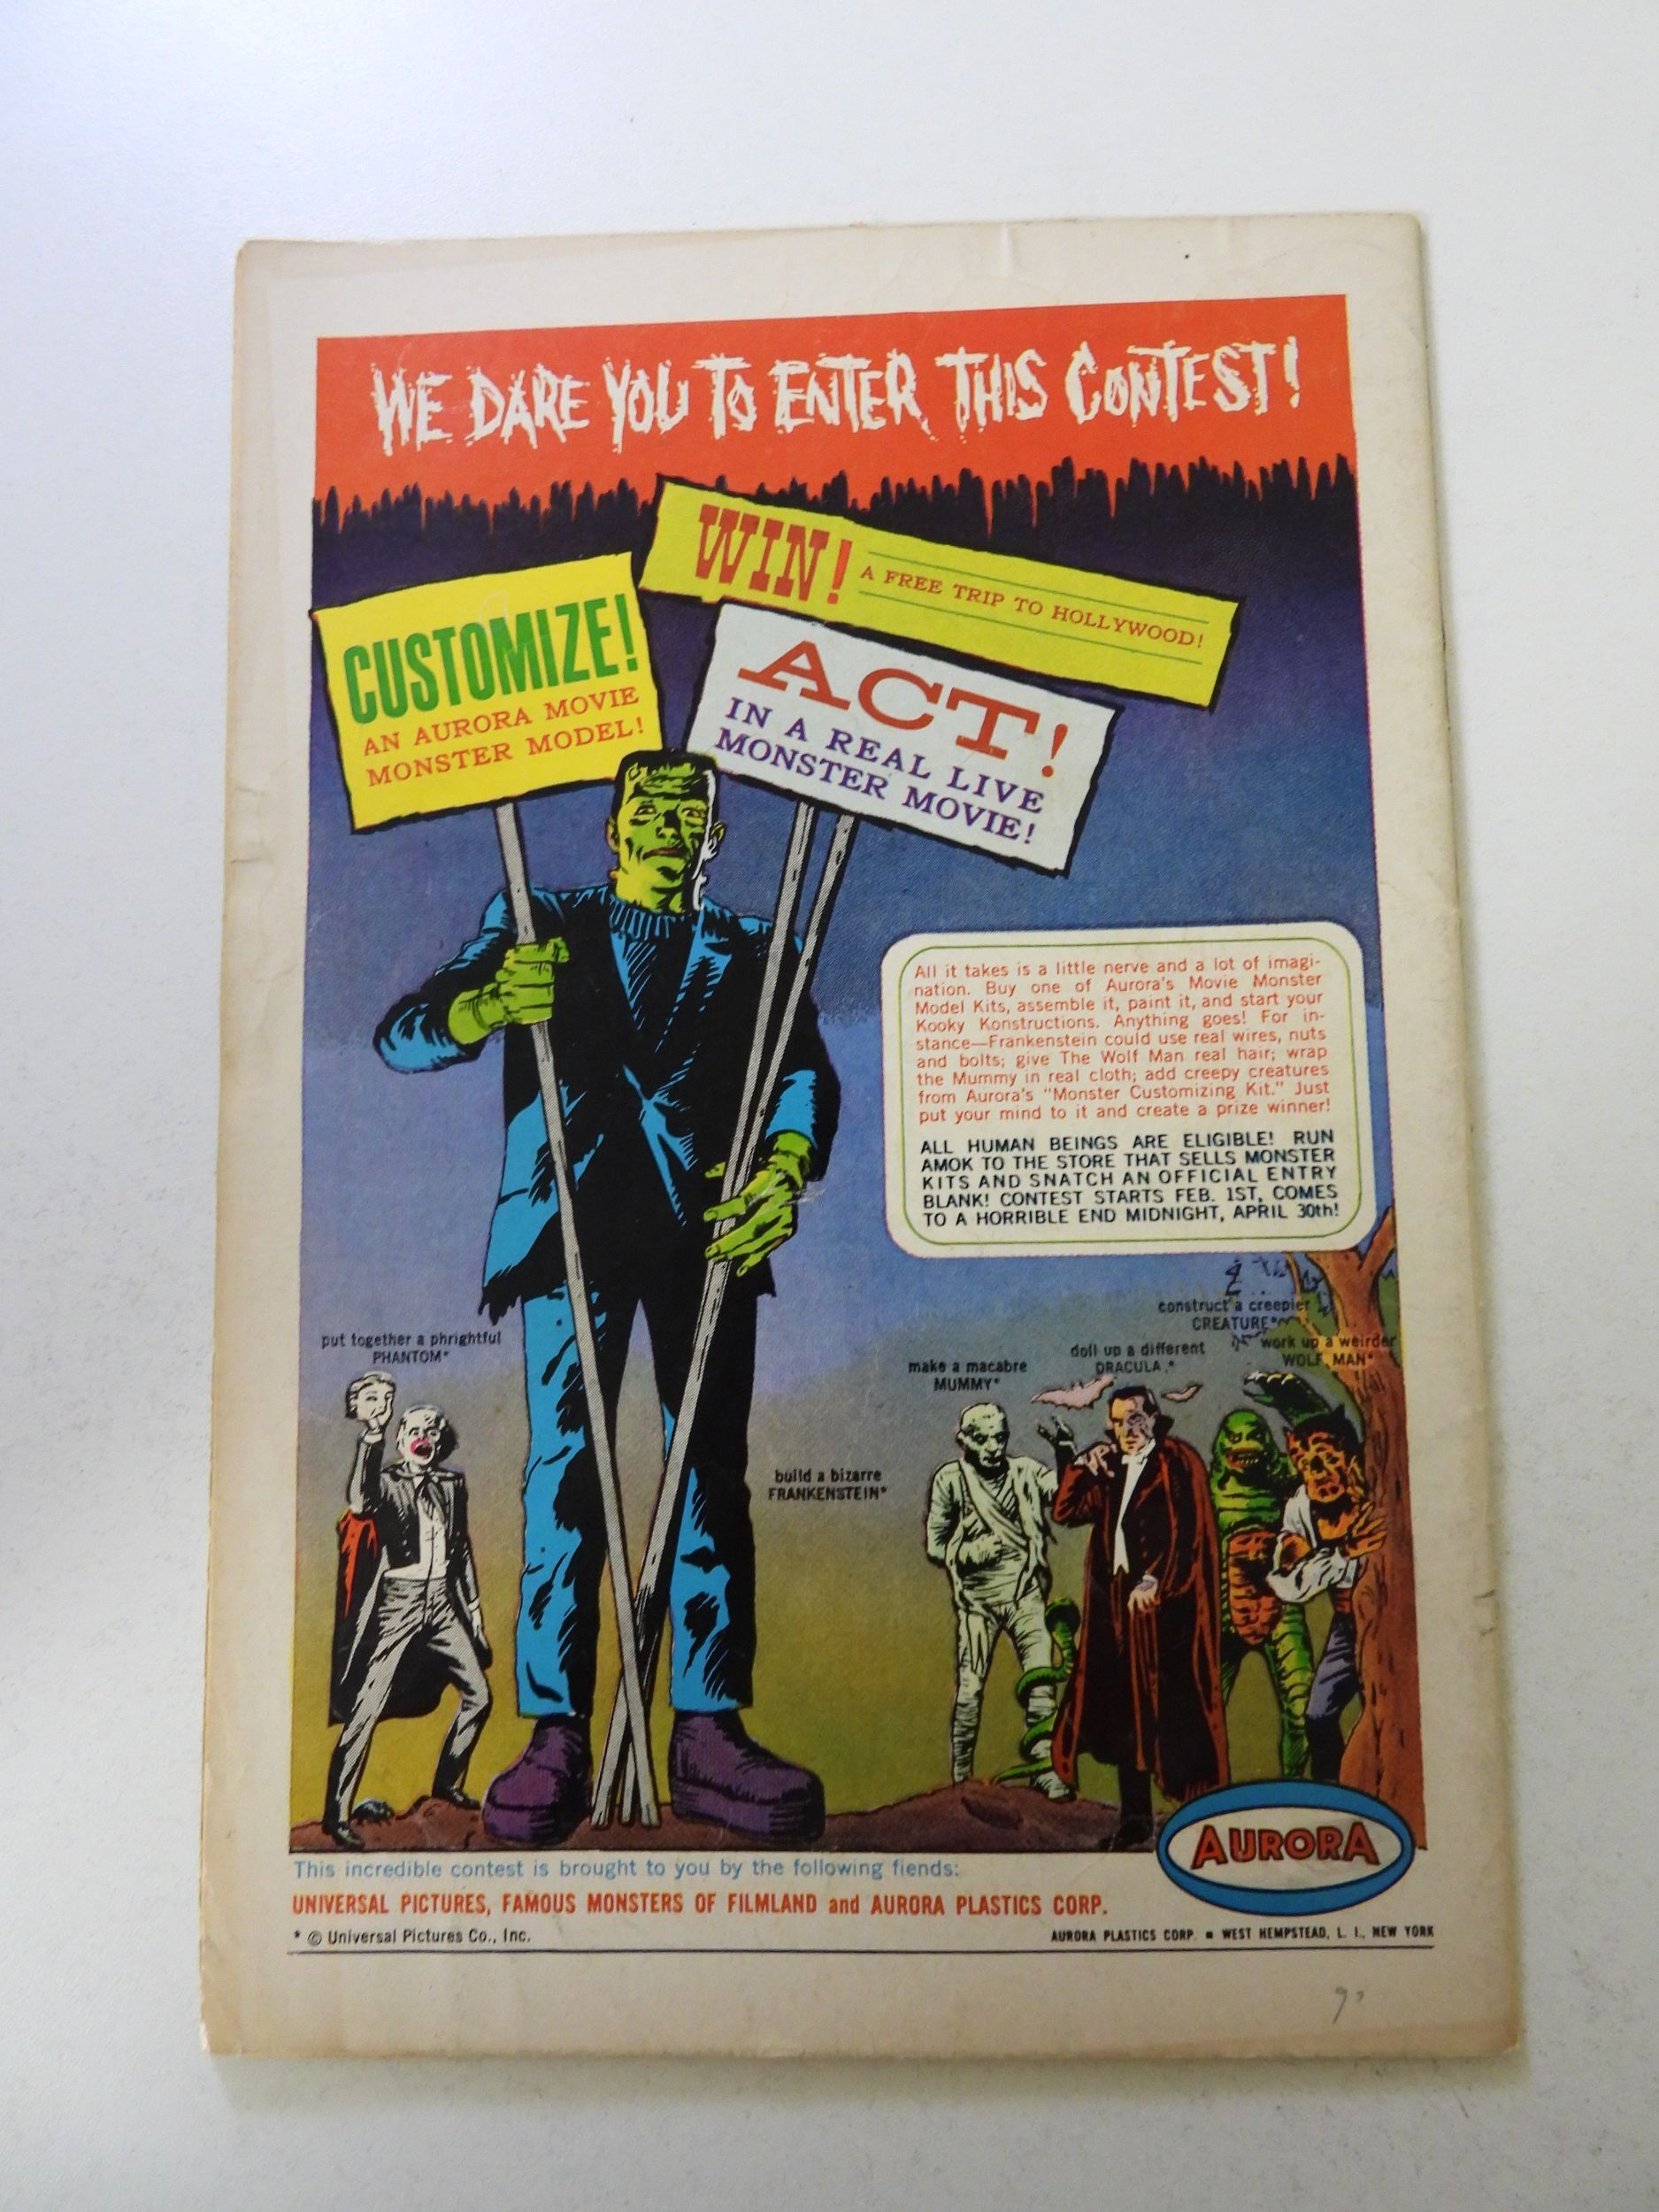 WE DARE YOU TO ENTER THIS CONTEST!
WIN! A FREE TRIP TO HOLLYWOOD!
CUSTOMIZE!
AN AURORA MOVIE
MONSTER MODEL!
ACT!
IN A REAL LIVE
MONSTER MOVIE!
All it takes is a little nerve and a lot of imagi-
nation. Buy one of Aurora's Movie Monster
Model Kits, assemble it, paint it, and start your
Kooky Konstructions. Anything goes! For in-
stance—Frankenstein could use real wires, nuts
and bolts; give The Wolf Man real hair; wrap
the Mummy in real cloth; add creepy creatures
from Aurora's "Monster Customizing Kit." Just
put your mind to it and create a prize winner!
ALL HUMAN BEINGS ARE ELIGIBLE! RUN
AMOK TO THE STORE THAT SELLS MONSTER
KITS AND SNATCH AN OFFICIAL ENTRY
BLANK! CONTEST STARTS FEB. 1ST, COMES
TO A HORRIBLE END MIDNIGHT, APRIL 30th!
put together a phrightful
PHANTOM*
build a bizarre
FRANKENSTEIN*
make a macabre
MUMMY*
doll up a different
DRACULA*
construct a creepier
CREATURE*
work up a weirder
WOLF MAN*
AURORA
This incredible contest is brought to you by the following fiends:
UNIVERSAL PICTURES, FAMOUS MONSTERS OF FILMLAND and AURORA PLASTICS CORP.
* © Universal Pictures Co., Inc.
AURORA PLASTICS CORP. ▪ WEST HEMPSTEAD, L. I., NEW YORK